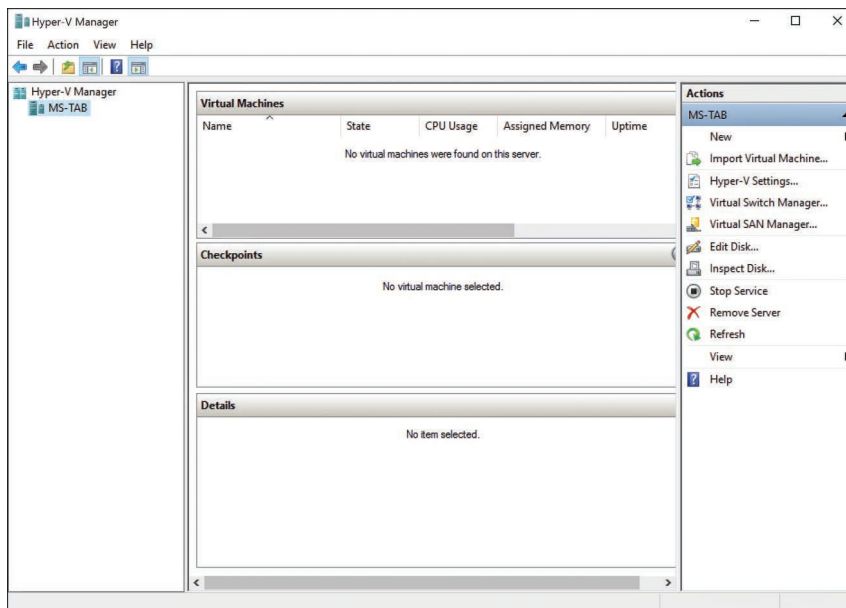 Hyper-V Manager
File Action View Help
Hyper-V Manager
MS-TAB
Virtual Machines
Name State CPU Usage Assigned Memory Uptime
No virtual machines were found on this server.
Checkpoints
No virtual machine selected.
Details
No item selected.
Actions
MS-TAB
New
Import Virtual Machine...
Hyper-V Settings...
Virtual Switch Manager...
Virtual SAN Manager...
Edit Disk...
Inspect Disk...
Stop Service
Remove Server
Refresh
View
Help